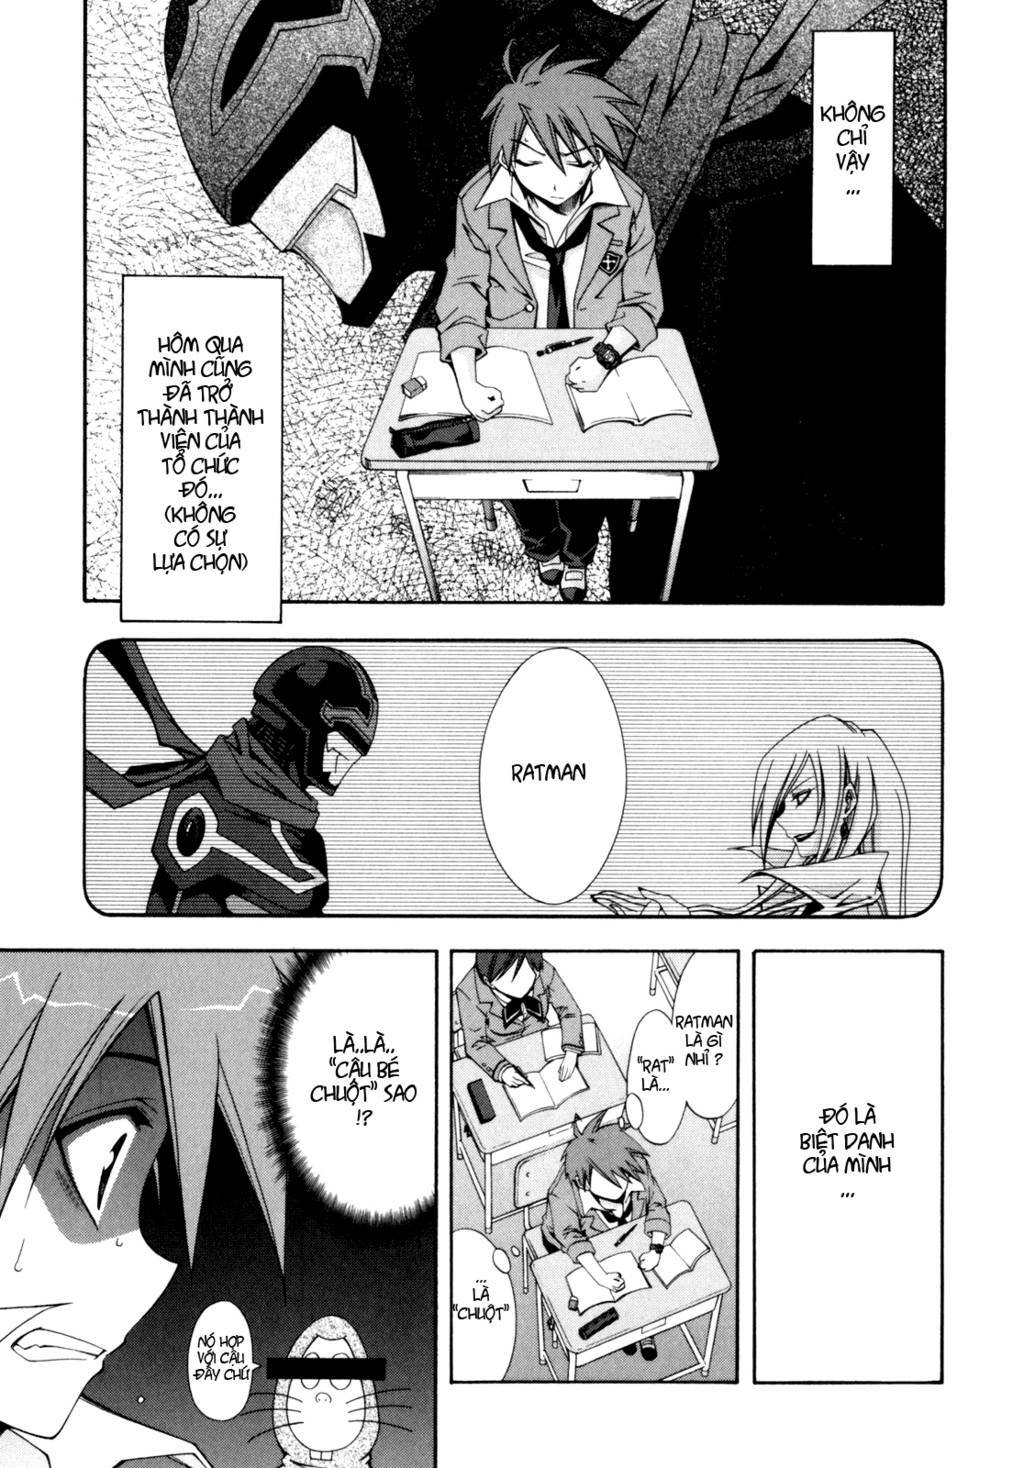 KHÔNG
CHỈ
VẬY
...
HÔM QUA
MÌNH CŨNG
ĐÃ TRỞ
THÀNH THÀNH
VIÊN CỦA
TỔ CHỨC
ĐÓ...
(KHÔNG
CÓ SỰ
LỰA CHỌN)
RATMAN
ĐÓ LÀ
BIỆT DANH
CỦA MÌNH
...
RATMAN
LÀ GÌ
NHỈ ?
"RAT"
LÀ...
...
LÀ
"CHUỘT"
LÀ..LÀ..
"CẬU BÉ
CHUỘT" SAO
!?
NÓ HỢP
VỚI CẬU
ĐẤY CHỨ